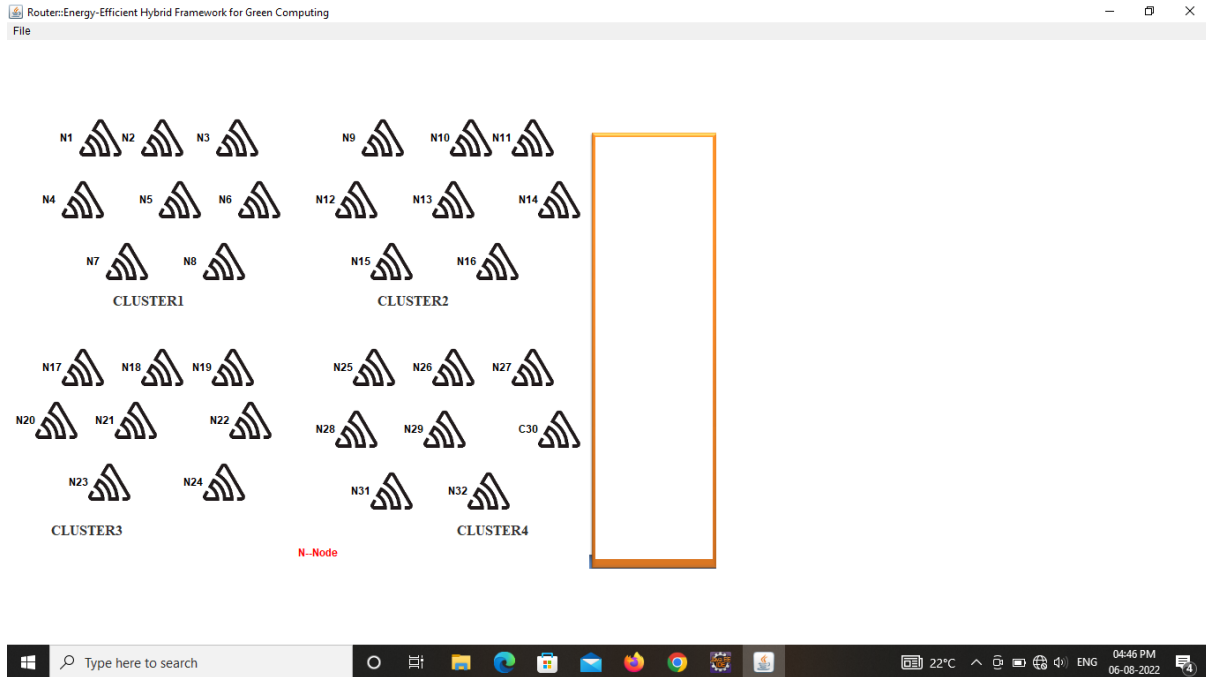 Router::Energy-Efficient Hybrid Framework for Green Computing
File
N1 N2 N3 N9 N10 N11
N4 N5 N6 N12 N13 N14
N7 N8 N15 N16
CLUSTER1 CLUSTER2
N17 N18 N19 N25 N26 N27
N20 N21 N22 N28 N29 C30
N23 N24 N31 N32
CLUSTER3 CLUSTER4
N--Node
Type here to search 22°C ENG 04:46 PM
06-08-2022 4